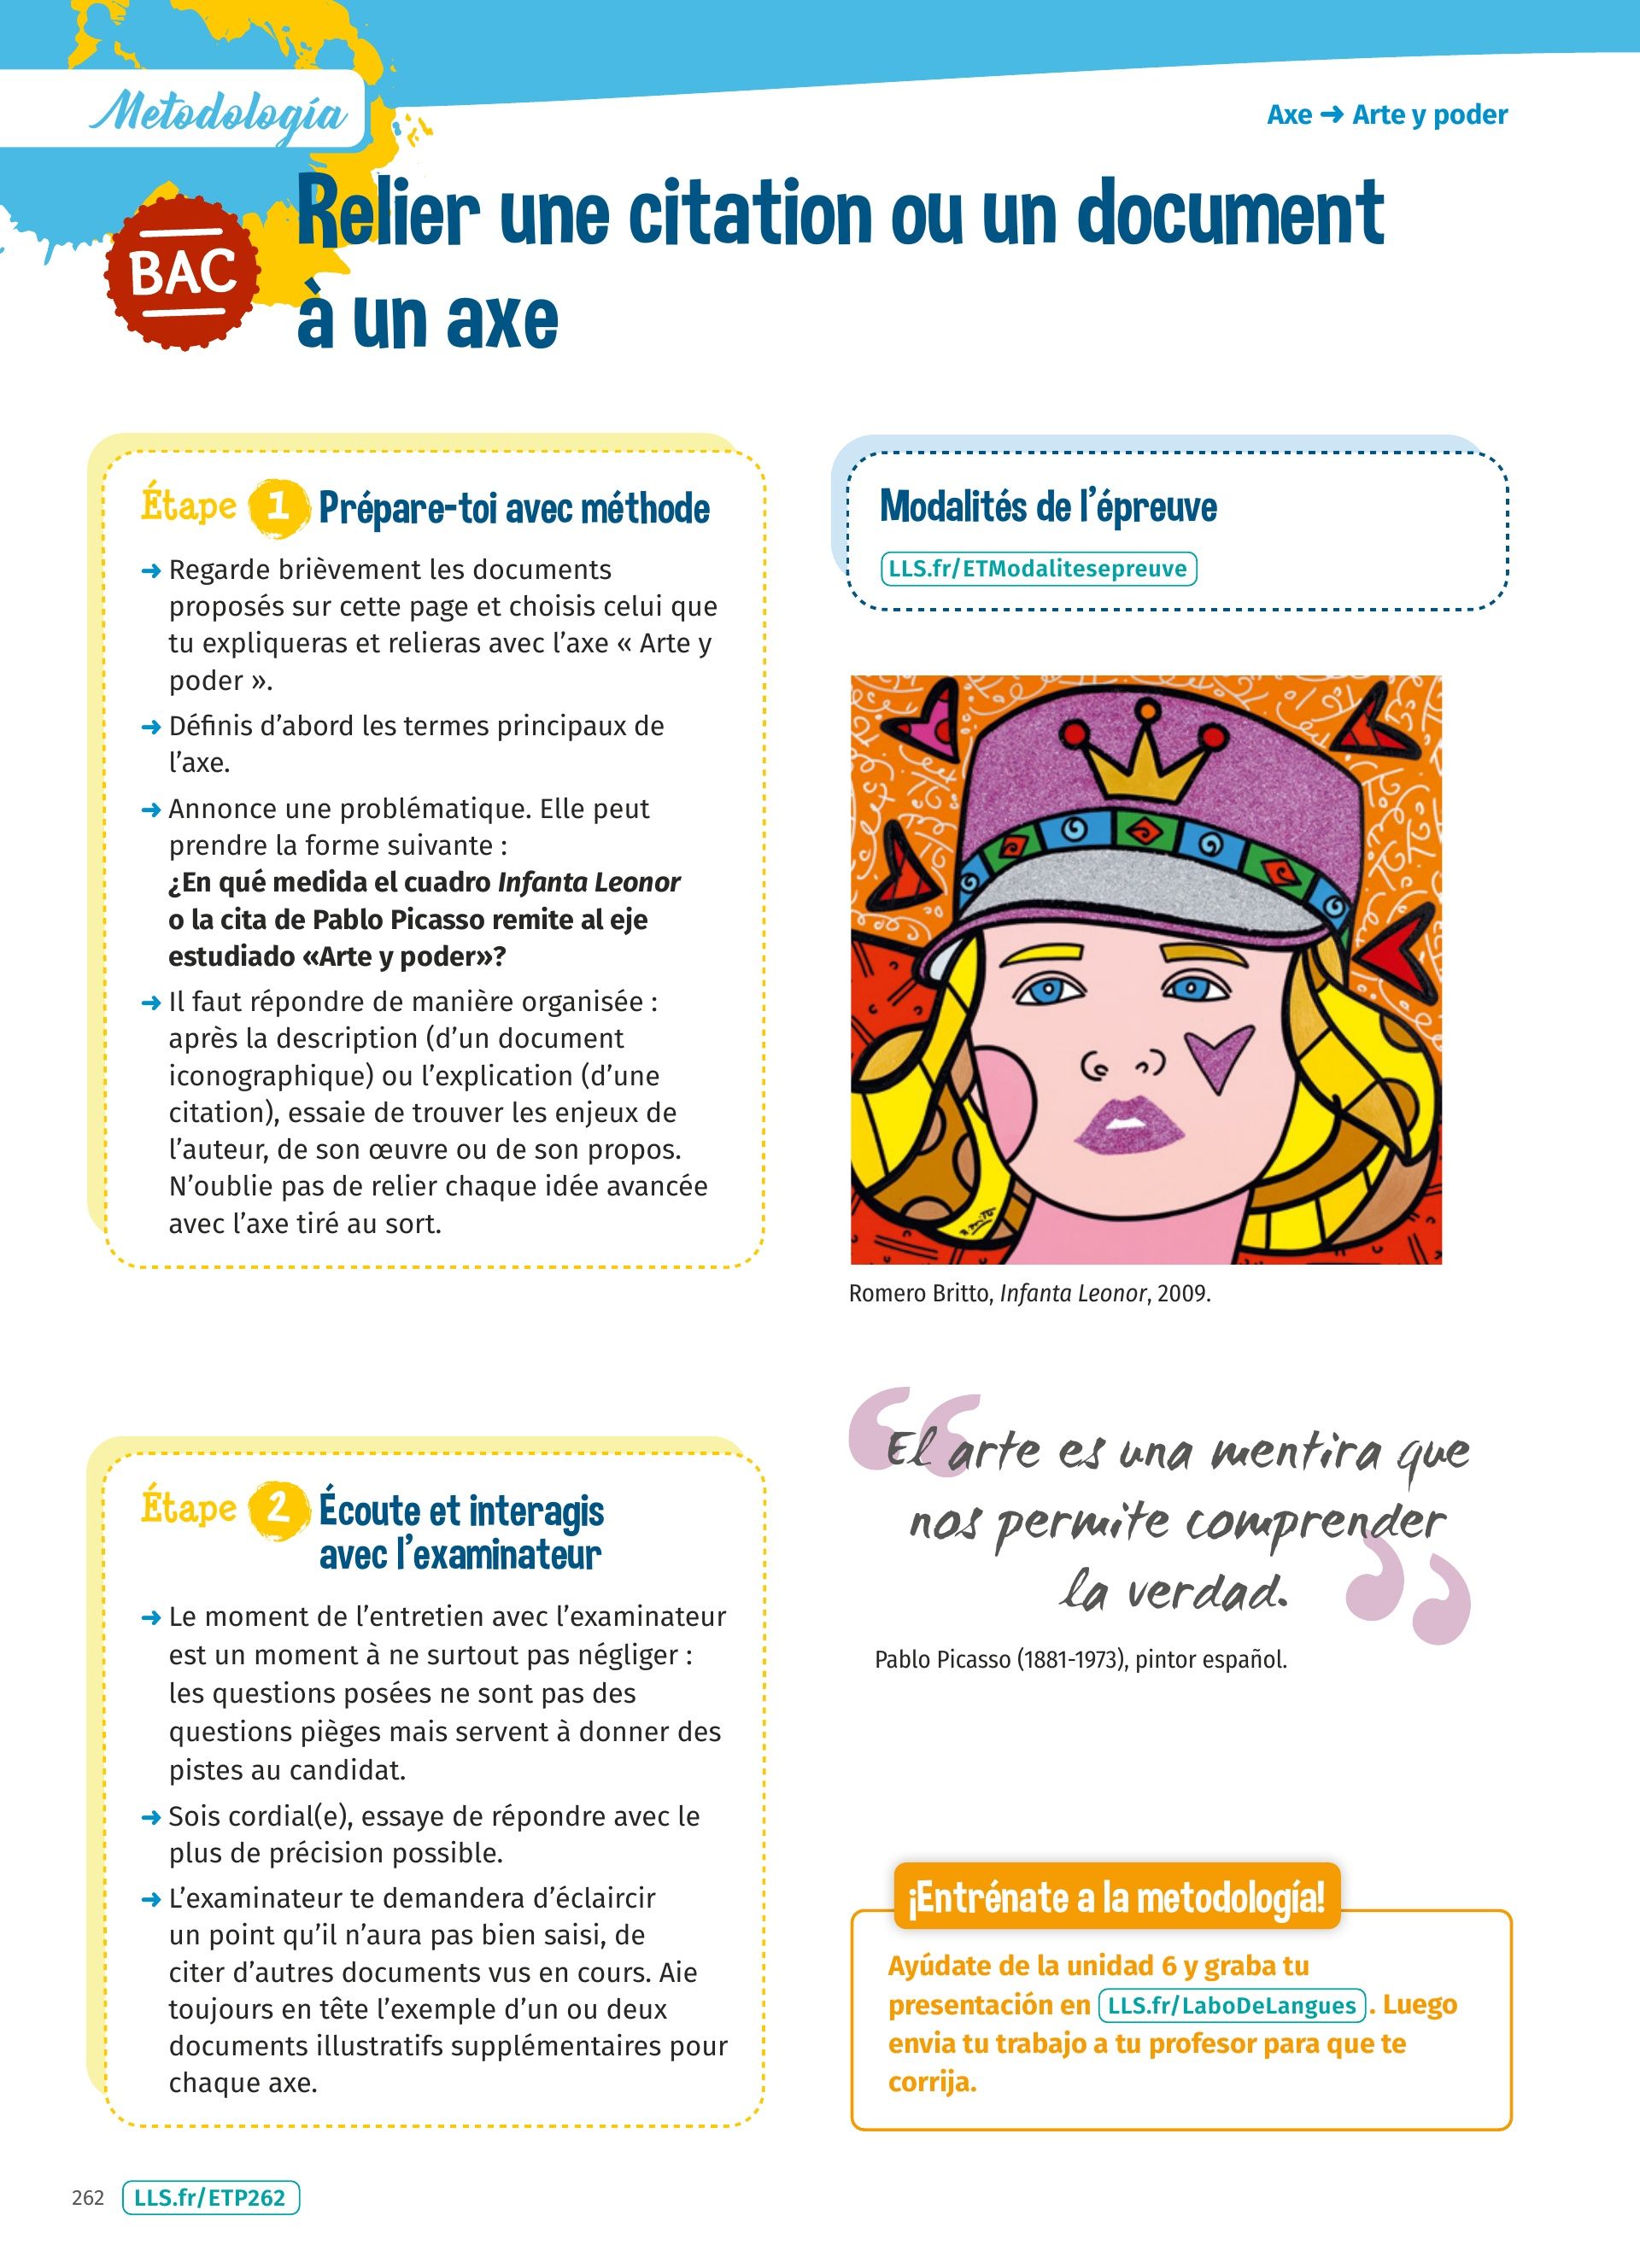 Metodología
Axe ➜ Arte y poder
BAC
Relier une citation ou un document
à un axe
Étape 1 Prépare-toi avec méthode
➜ Regarde brièvement les documents
proposés sur cette page et choisis celui que
tu expliqueras et relieras avec l'axe « Arte y
poder ».
➜ Définis d'abord les termes principaux de
l'axe.
➜ Annonce une problématique. Elle peut
prendre la forme suivante :
¿En qué medida el cuadro Infanta Leonor
o la cita de Pablo Picasso remite al eje
estudiado «Arte y poder»?
➜ Il faut répondre de manière organisée :
après la description (d'un document
iconographique) ou l'explication (d'une
citation), essaie de trouver les enjeux de
l'auteur, de son œuvre ou de son propos.
N'oublie pas de relier chaque idée avancée
avec l'axe tiré au sort.
Étape 2 Écoute et interagis
avec l'examinateur
➜ Le moment de l'entretien avec l'examinateur
est un moment à ne surtout pas négliger :
les questions posées ne sont pas des
questions pièges mais servent à donner des
pistes au candidat.
➜ Sois cordial(e), essaye de répondre avec le
plus de précision possible.
➜ L'examinateur te demandera d'éclaircir
un point qu'il n'aura pas bien saisi, de
citer d'autres documents vus en cours. Aie
toujours en tête l'exemple d'un ou deux
documents illustratifs supplémentaires pour
chaque axe.
Modalités de l'épreuve
LLS.fr/ETModalitesepreuve
Romero Britto, Infanta Leonor, 2009.
“El arte es una mentira que
nos permite comprender
la verdad.”
Pablo Picasso (1881-1973), pintor español.
¡Entrénate a la metodología!
Ayúdate de la unidad 6 y graba tu
presentación en LLS.fr/LaboDeLangues. Luego
envia tu trabajo a tu profesor para que te
corrija.
262 LLS.fr/ETP262